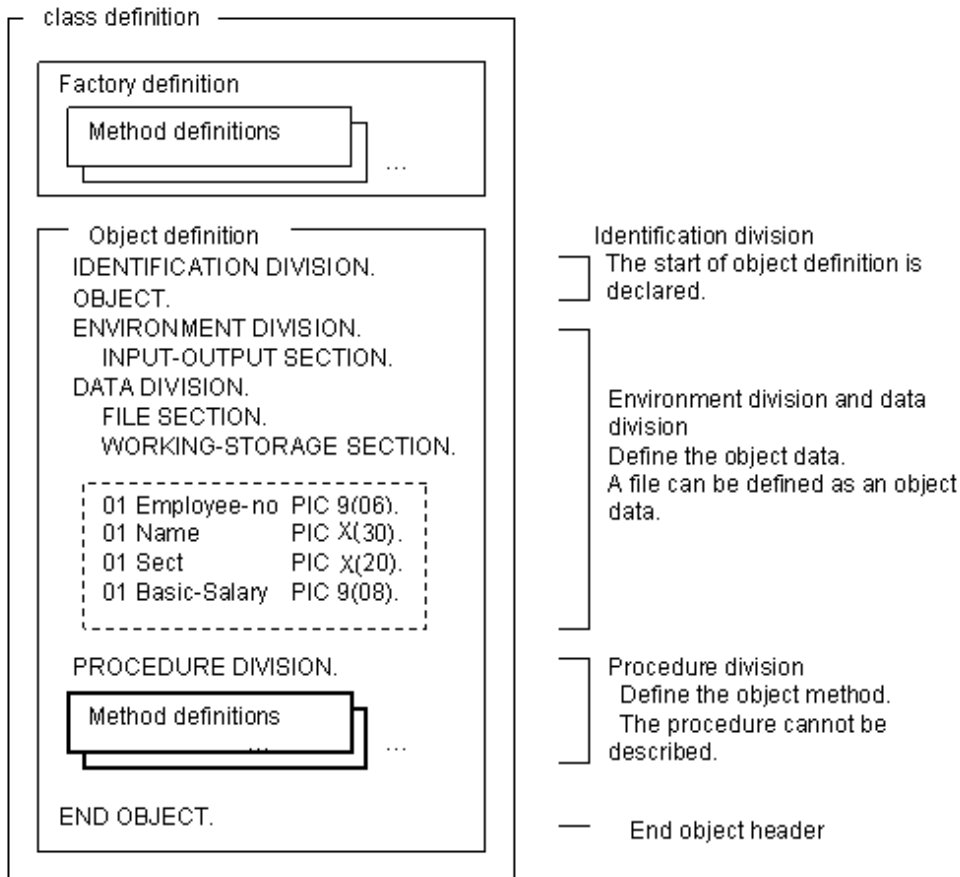 class definition
Factory definition
Method definitions
...
Object definition
IDENTIFICATION DIVISION.
OBJECT.
ENVIRONMENT DIVISION.
INPUT-OUTPUT SECTION.
DATA DIVISION.
FILE SECTION.
WORKING-STORAGE SECTION.
01 Employee-no PIC 9(06).
01 Name PIC X(30).
01 Sect PIC X(20).
01 Basic-Salary PIC 9(08).
PROCEDURE DIVISION.
Method definitions
...
...
END OBJECT.
Identification division
The start of object definition is
declared.
Environment division and data
division
Define the object data.
A file can be defined as an object
data.
Procedure division
Define the object method.
The procedure cannot be
described.
End object header